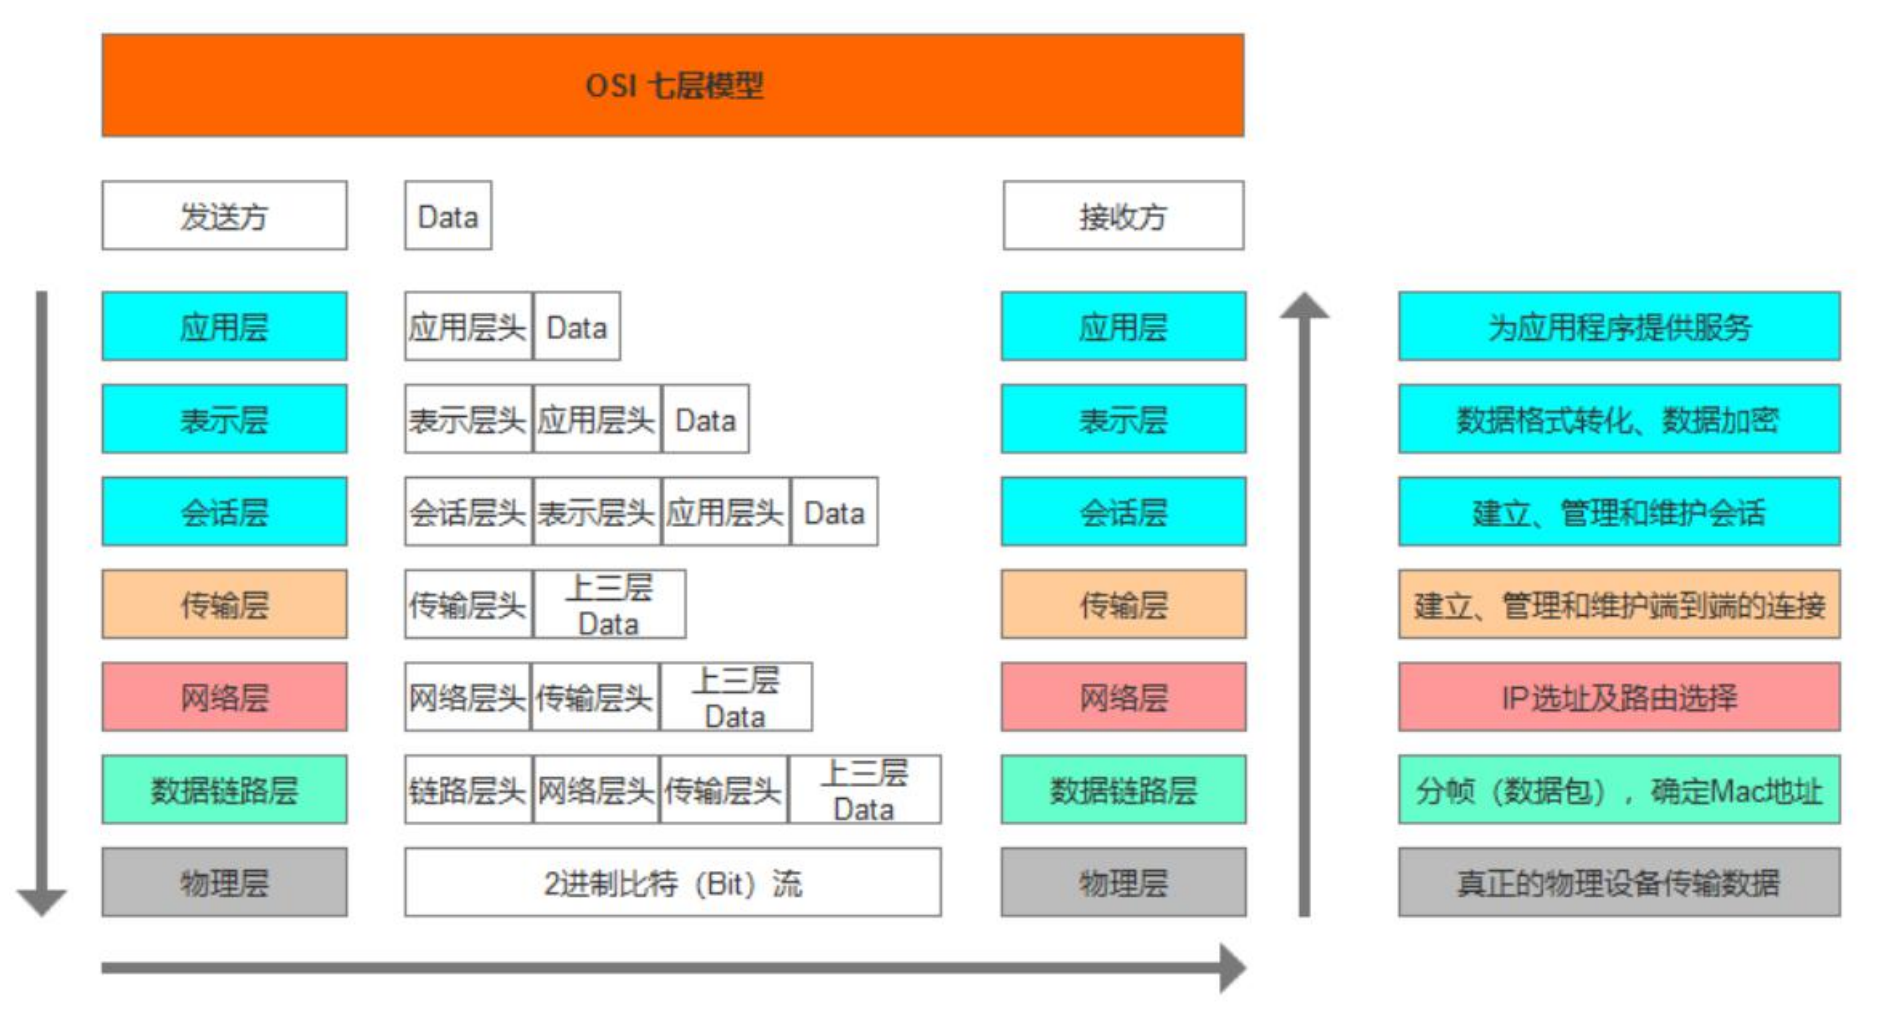 OSI 七层模型
发送方 Data 接收方
应用层 应用层头 Data 应用层 为应用程序提供服务
表示层 表示层头 应用层头 Data 表示层 数据格式转化、数据加密
会话层 会话层头 表示层头 应用层头 Data 会话层 建立、管理和维护会话
传输层 传输层头 上三层 Data 传输层 建立、管理和维护端到端的连接
网络层 网络层头 传输层头 上三层 Data 网络层 IP选址及路由选择
数据链路层 链路层头 网络层头 传输层头 上三层 Data 数据链路层 分帧（数据包），确定Mac地址
物理层 2进制比特（Bit）流 物理层 真正的物理设备传输数据